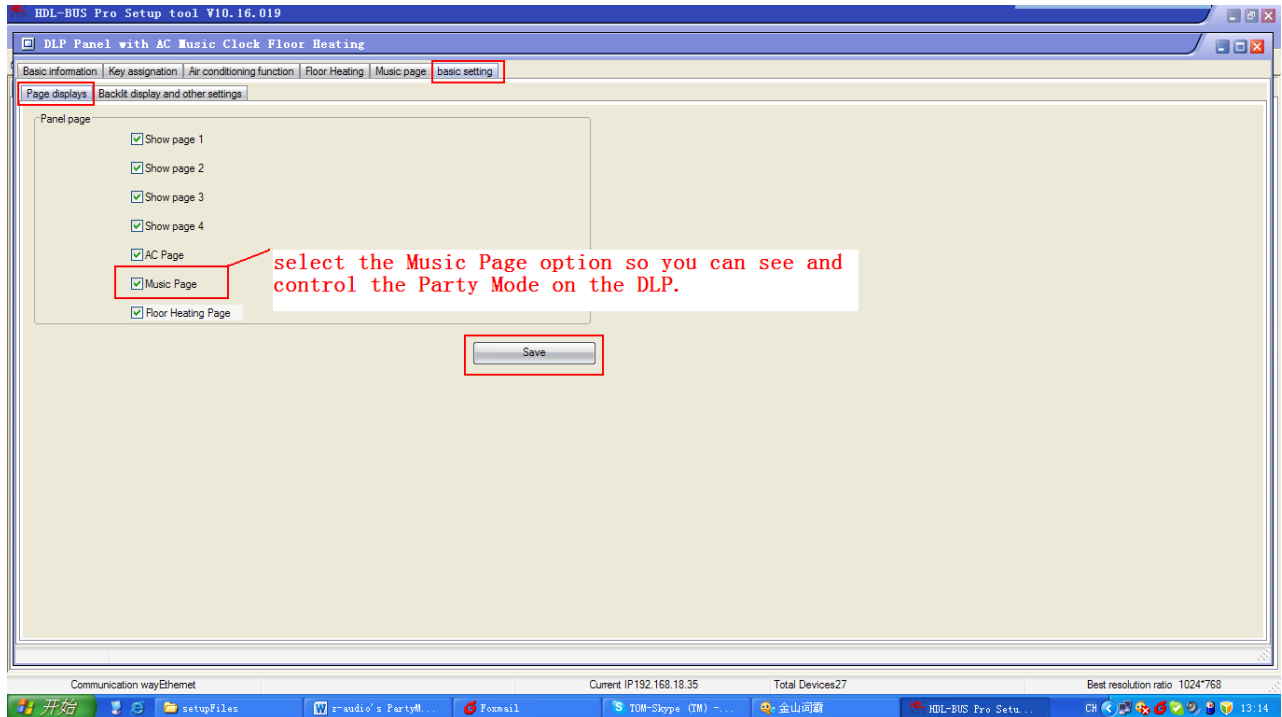 HDL-BUS Pro Setup tool V10.16.019
DLP Panel with AC Music Clock Floor Heating
Basic information Key assignation Air conditioning function Floor Heating Music page basic setting
Page displays Backlit display and other settings
Panel page
Show page 1
Show page 2
Show page 3
Show page 4
AC Page
select the Music Page option so you can see and
control the Party Mode on the DLP.
Music Page
Floor Heating Page
Save
Communication wayEthernet Current IP192.168.18.35 Total Devices27 Best resolution ratio 1024*768
开始 setupFiles z-audio's PartyM... Foxmail TOM-Skype (TM) -... 金山词霸 HDL-BUS Pro Setu... CH 13:14